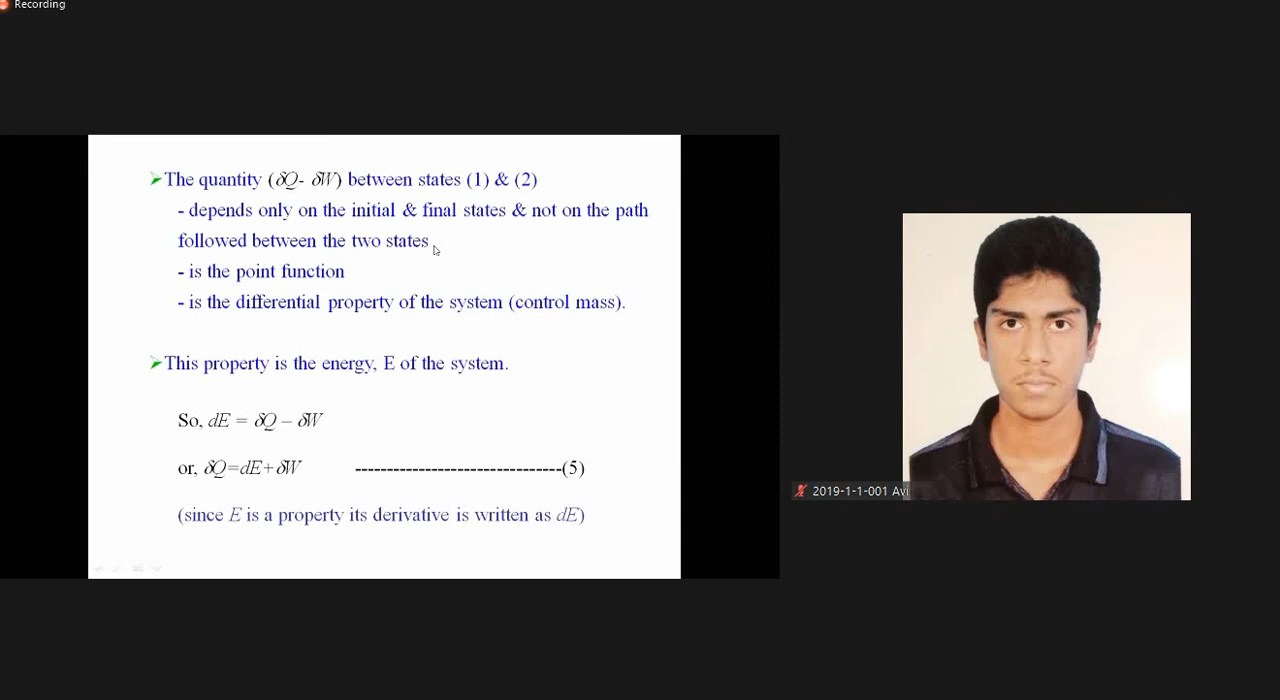 Recording
The quantity (δQ- δW) between states (1) & (2)
- depends only on the initial & final states & not on the path
followed between the two states
- is the point function
- is the differential property of the system (control mass).
This property is the energy, E of the system.
So, dE = δQ – δW
or, δQ=dE+δW --------------------------------(5)
(since E is a property its derivative is written as dE)
2019-1-1-001 Avi